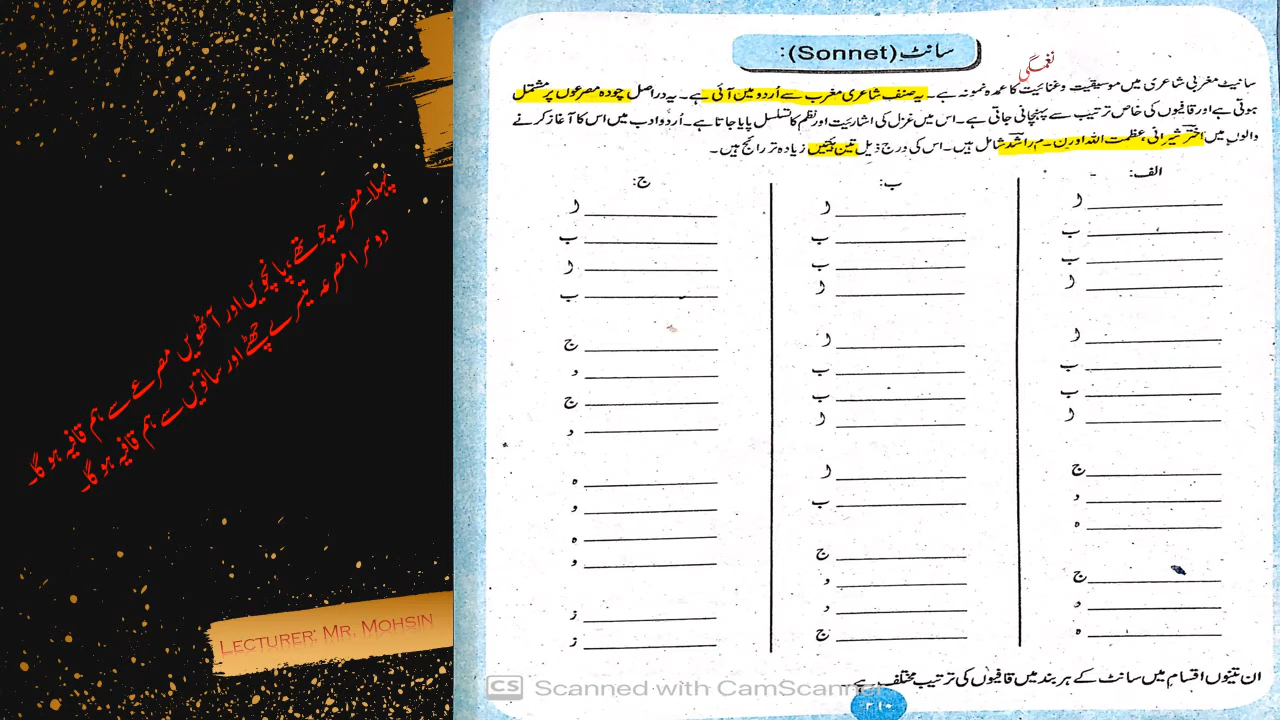 سانٹ (Sonnet):
نغمگی
سانیٹ مغربی شاعری میں موسیقیت و غنائیت کا عمدہ نمونہ ہے۔ یہ صنف شاعری مغرب سے اُردو میں آئی ہے۔ یہ دراصل چودہ مصرعوں پر مشتمل
ہوتی ہے اور قافیوں کی خاص ترتیب سے پہنچانی جاتی ہے۔ اس میں غزل کی اشاریت اور نظم کا تسلسل پایا جاتا ہے۔ اُردو ادب میں اس کا آغاز کرنے
والوں میں اختر شیرانی، عظمت اللہ اور ن۔ م راشد شامل ہیں۔ اس کی درج ذیل تین ہیئتیں زیادہ تر رائج ہیں۔
الف:
ا
ب
ب
ا
ا
ب
ب
ا
ج
د
ہ
ج
د
ہ
ب:
ا
ب
ب
ا
ا
ب
ب
ا
ا
ب
ج
د
د
ج
ج:
ا
ب
ا
ب
ج
د
ج
د
ہ
و
ہ
و
ز
ز
ان تینوں اقسام میں سانٹ کے ہر بند میں قافیوں کی ترتیب مختلف ہے۔
پہلا مصرعہ چوتھے، پانچویں اور آٹھویں مصرعے سے ہم قافیہ ہو گا۔
دوسرا مصرعہ تیسرے چھٹے اور ساتویں سے ہم قافیہ ہو گا۔
LECTURER: MR. MOHSIN
CS Scanned with CamScanner